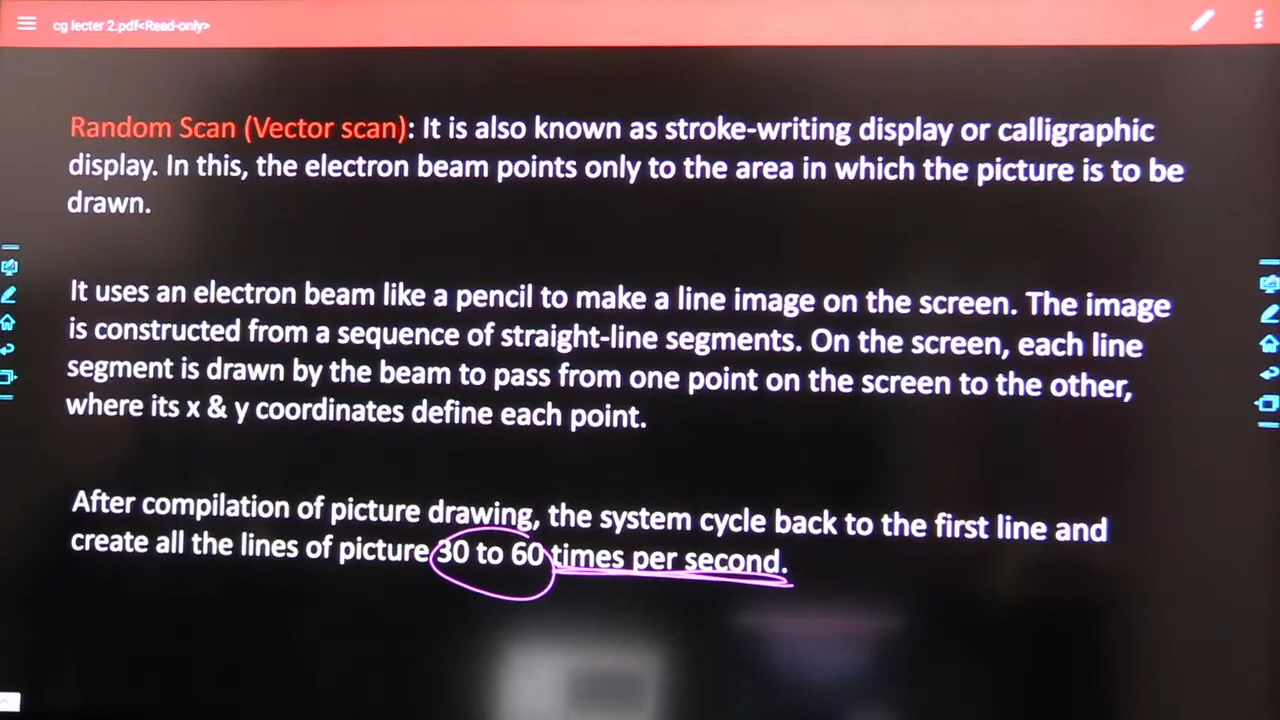 cg lecter 2.pdf<Read-only>
Random Scan (Vector scan): It is also known as stroke-writing display or calligraphic
display. In this, the electron beam points only to the area in which the picture is to be
drawn.
It uses an electron beam like a pencil to make a line image on the screen. The image
is constructed from a sequence of straight-line segments. On the screen, each line
segment is drawn by the beam to pass from one point on the screen to the other,
where its x & y coordinates define each point.
After compilation of picture drawing, the system cycle back to the first line and
create all the lines of picture 30 to 60 times per second.